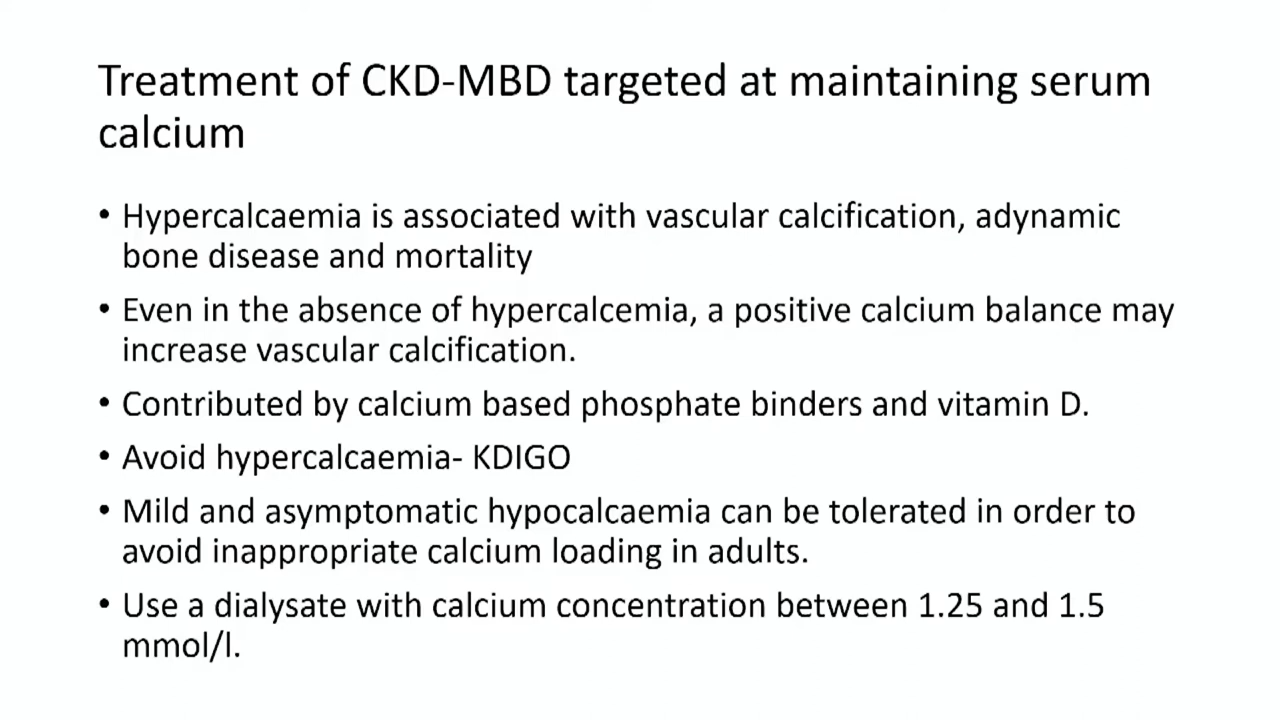 Treatment of CKD-MBD targeted at maintaining serum
calcium
• Hypercalcaemia is associated with vascular calcification, adynamic
bone disease and mortality
• Even in the absence of hypercalcemia, a positive calcium balance may
increase vascular calcification.
• Contributed by calcium based phosphate binders and vitamin D.
• Avoid hypercalcaemia- KDIGO
• Mild and asymptomatic hypocalcaemia can be tolerated in order to
avoid inappropriate calcium loading in adults.
• Use a dialysate with calcium concentration between 1.25 and 1.5
mmol/l.